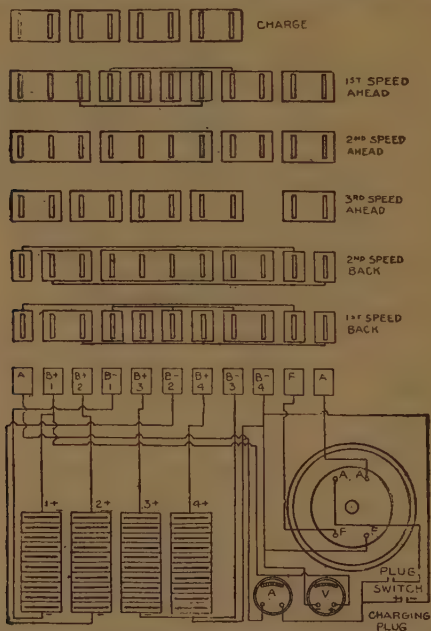 CHARGE
1ST SPEED
AHEAD
2ND SPEED
AHEAD
3RD SPEED
AHEAD
2ND SPEED
BACK
1ST SPEED
BACK
A B+ B+ B- B+ B- B+ B- B- F A
1 2 1 3 2 4 3 4
1+ 2+ 3+ 4+
A A
F F
PLUG
A V
SWITCH
CHARGING
PLUG